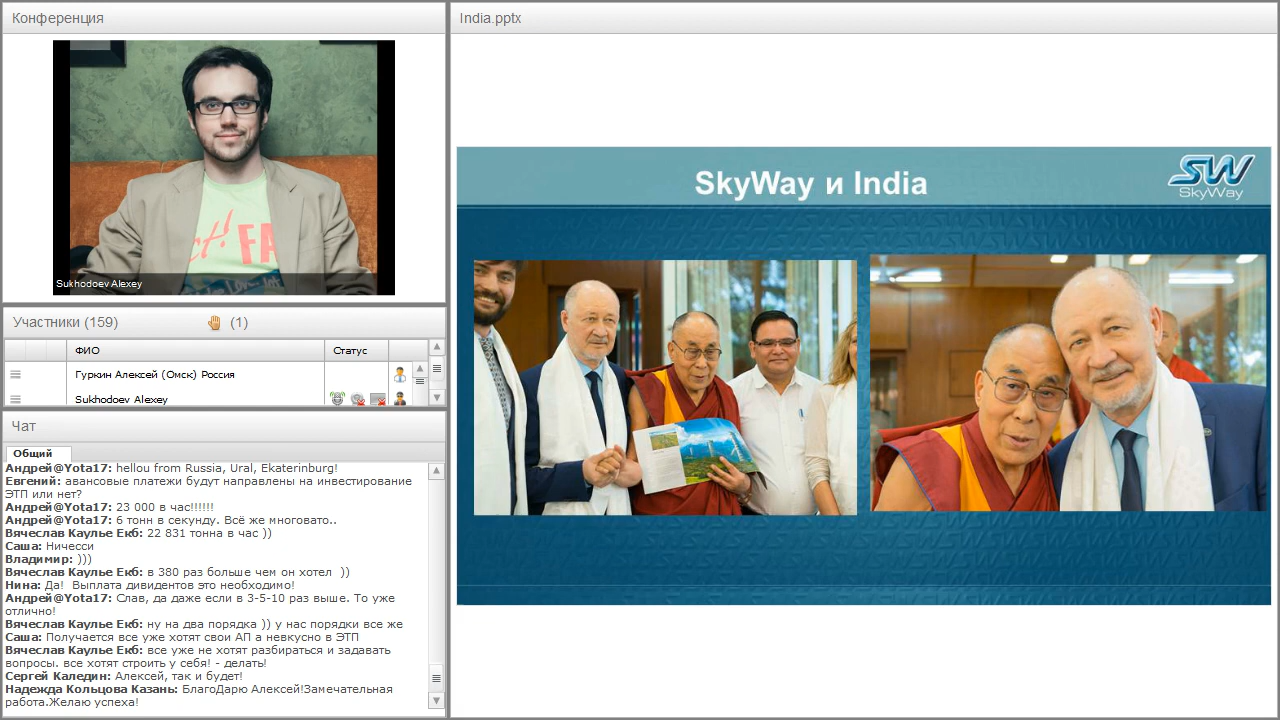 Конференция
Sukhodoev Alexey
Участники (159)
(1)
ФИО
Статус
Гуркин Алексей (Омск) Россия
Sukhodoev Alexey
Чат
Общий
Андрей@Yota17: hellou from Russia, Ural, Ekaterinburg!
Евгений: авансовые платежи будут направлены на инвестирование
ЭТП или нет?
Андрей@Yota17: 23 000 в час!!!!!!
Андрей@Yota17: 6 тонн в секунду. Всё же многовато..
Вячеслав Каулье Екб: 22 831 тонна в час ))
Саша: Ничесси
Владимир: )))
Вячеслав Каулье Екб: в 380 раз больше чем он хотел  ))
Нина: Да!  Выплата дивидентов это необходимо!
Андрей@Yota17: Слав, да даже если в 3-5-10 раз выше. То уже
отлично!
Вячеслав Каулье Екб: ну на два порядка )) у нас порядки все же
Саша: Получается все уже хотят свои АП а невкусно в ЭТП
Вячеслав Каулье Екб: все уже не хотят разбираться и задавать
вопросы. все хотят строить у себя! - делать!
Сергей Каледин: Алексей, так и будет!
Надежда Кольцова Казань: БлагоДарю Алексей!Замечательная
работа.Желаю успеха!
India.pptx
SkyWay и India
SW
SkyWay